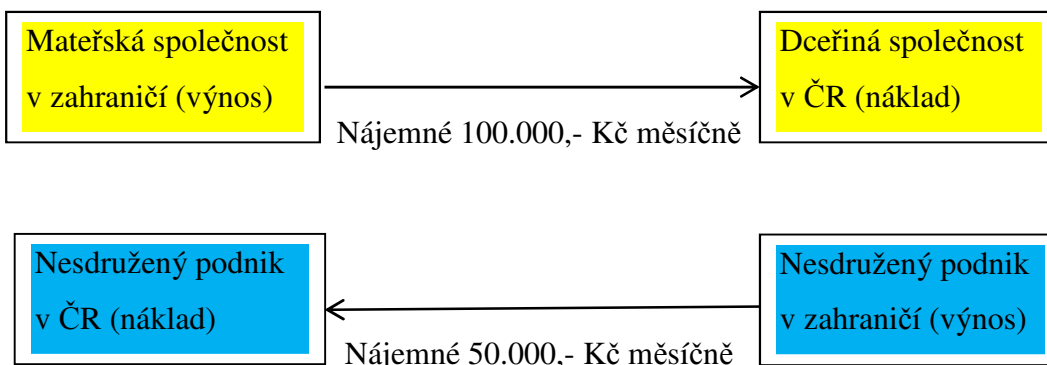 Mateřská společnost
v zahraničí (výnos)
Dceřiná společnost
v ČR (náklad)
Nájemné 100.000,- Kč měsíčně
Nesdružený podnik
v ČR (náklad)
Nesdružený podnik
v zahraničí (výnos)
Nájemné 50.000,- Kč měsíčně